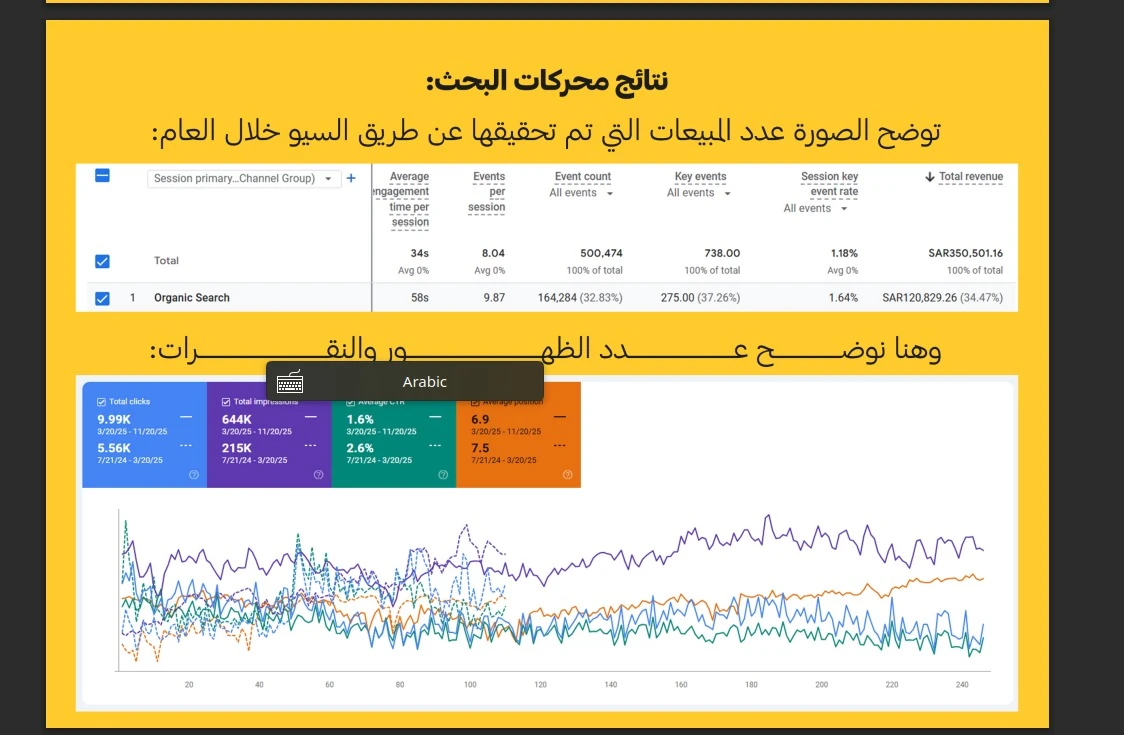 نتائج محركات البحث:
توضح الصورة عدد المبيعات التي تم تحقيقها عن طريق السيو خلال العام:
Session primary...Channel Group) +
Average engagement time per session
Events per session
Event count
All events
Key events
All events
Session key event rate
All events
Total revenue
Total 34s 8.04 500,474 738.00 1.18% SAR350,501.16
Avg 0% Avg 0% 100% of total 100% of total Avg 0% 100% of total
1 Organic Search 58s 9.87 164,284 (32.83%) 275.00 (37.26%) 1.64% SAR120,829.26 (34.47%)
وهنا نوضـــــــح عـــــــــــدد الظهـــــــــــور والنقـــــــــــرات:
Arabic
Total clicks Total impressions Average CTR Average position
9.99K 644K 1.6% 6.9
3/20/25 - 11/20/25 3/20/25 - 11/20/25 3/20/25 - 11/20/25 3/20/25 - 11/20/25
5.56K 215K 2.6% 7.5
7/21/24 - 3/20/25 7/21/24 - 3/20/25 7/21/24 - 3/20/25 7/21/24 - 3/20/25
20 40 60 80 100 120 140 160 180 200 220 240